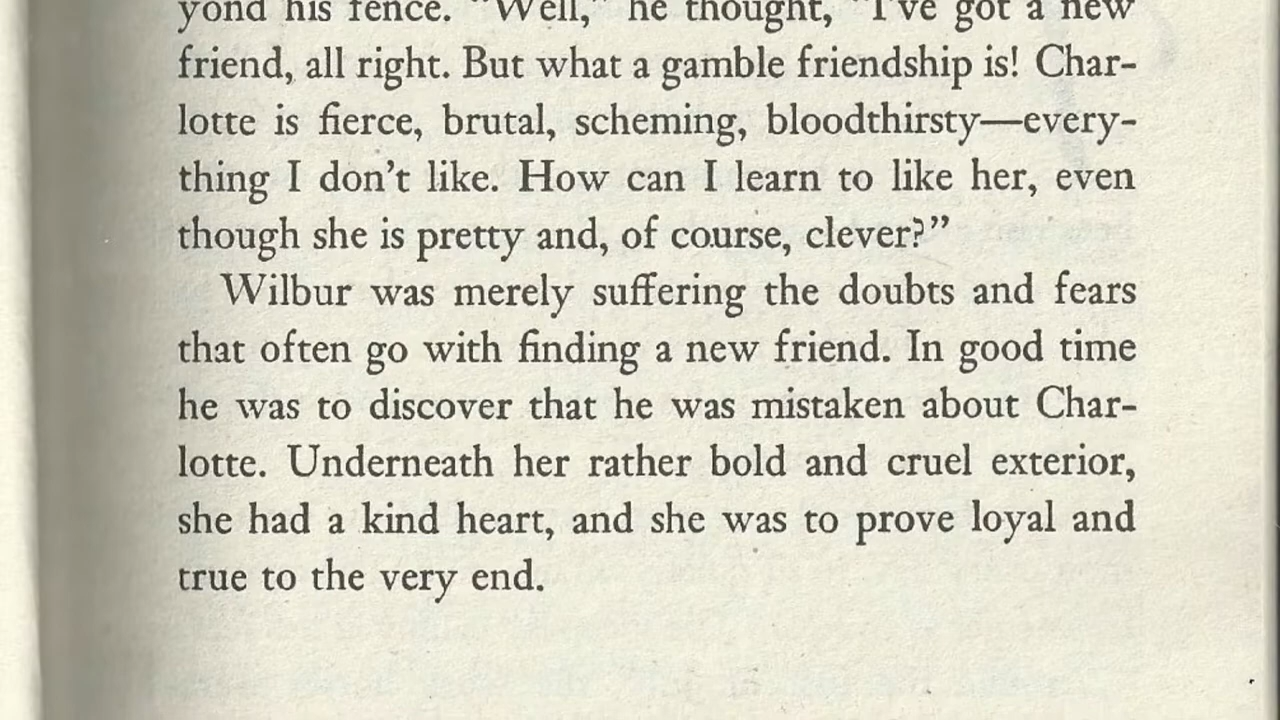 yond his fence. "Well," he thought, "I've got a new
friend, all right. But what a gamble friendship is! Char-
lotte is fierce, brutal, scheming, bloodthirsty—every-
thing I don't like. How can I learn to like her, even
though she is pretty and, of course, clever?"
Wilbur was merely suffering the doubts and fears
that often go with finding a new friend. In good time
he was to discover that he was mistaken about Char-
lotte. Underneath her rather bold and cruel exterior,
she had a kind heart, and she was to prove loyal and
true to the very end.